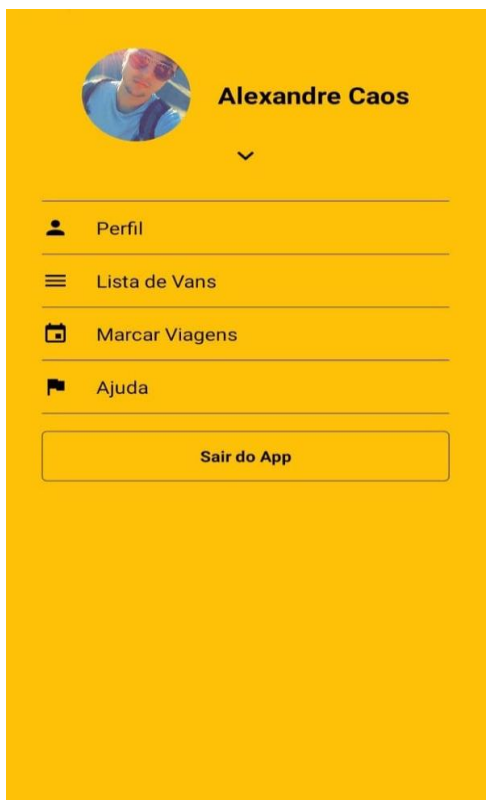 Alexandre Caos
Perfil
Lista de Vans
Marcar Viagens
Ajuda
Sair do App